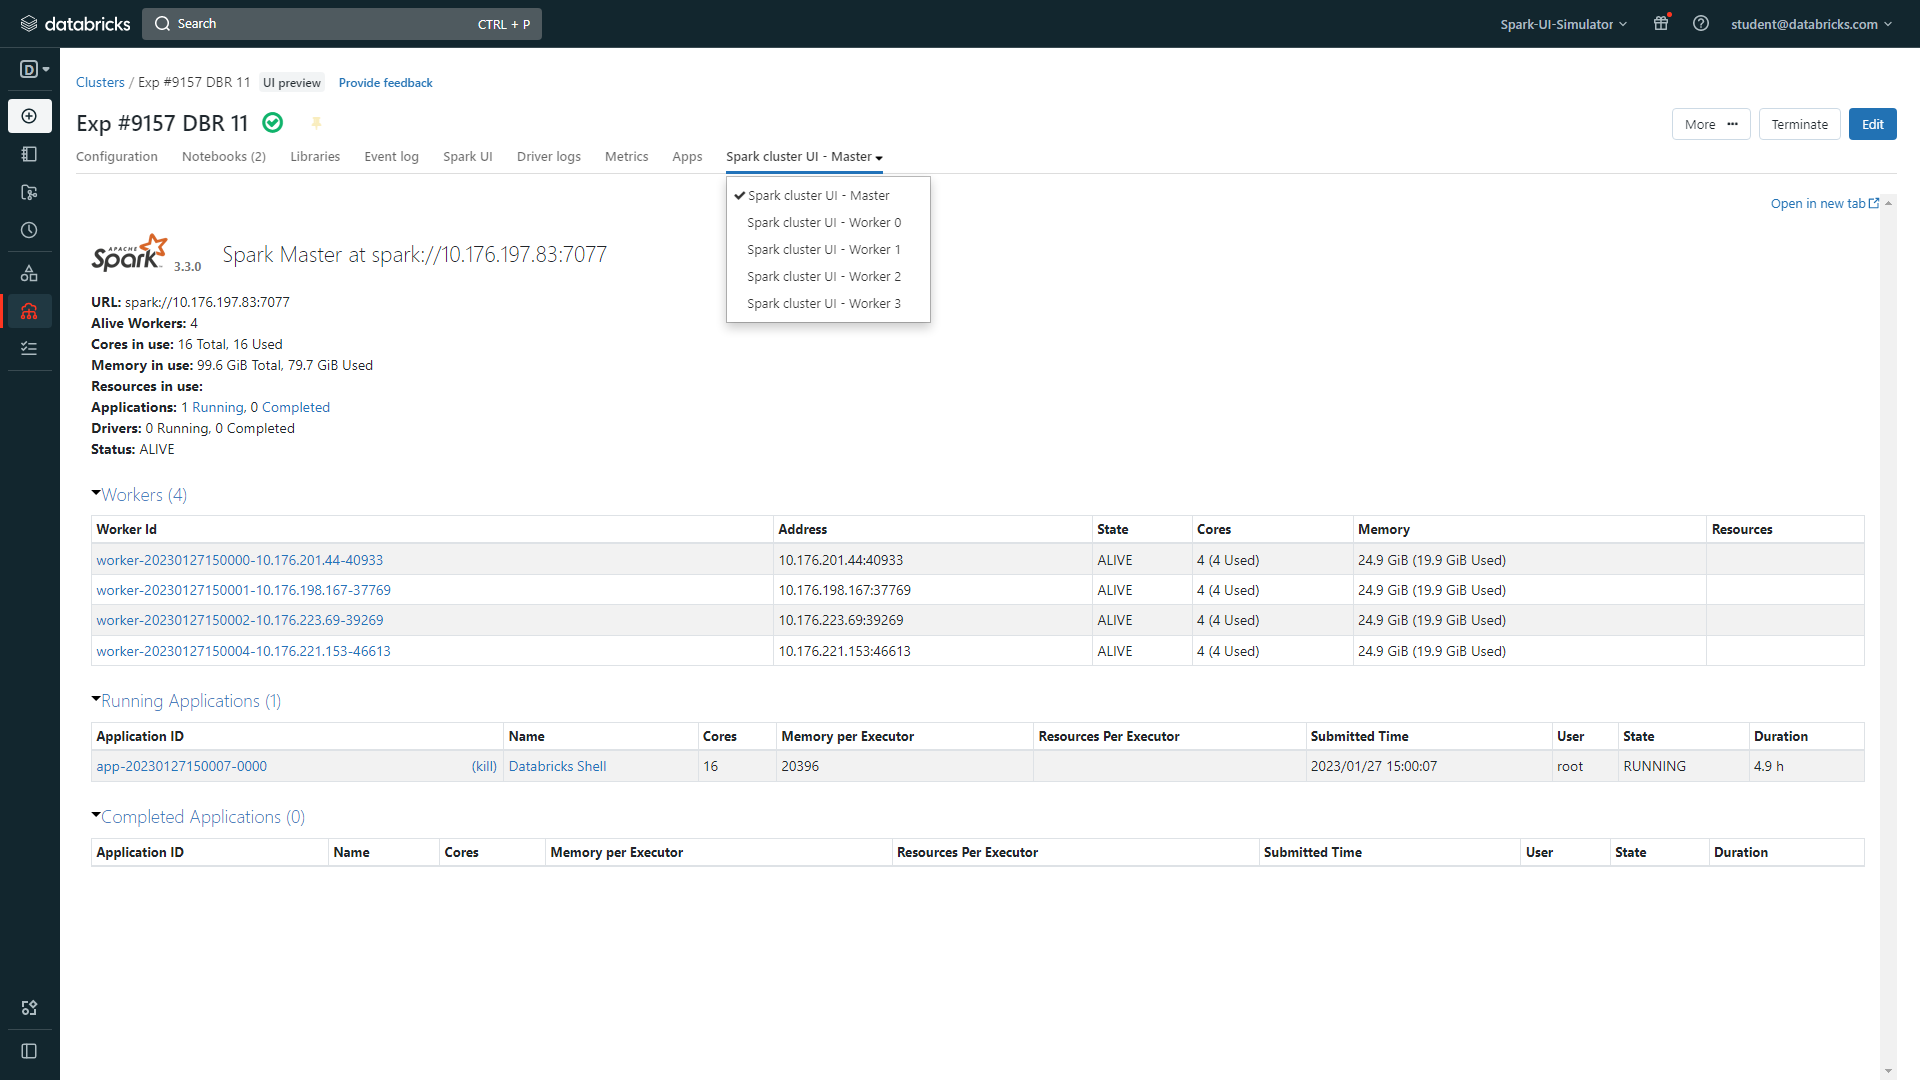 databricks
Search CTRL + P
Spark-UI-Simulator
student@databricks.com
D
Clusters / Exp #9157 DBR 11 UI preview Provide feedback
Exp #9157 DBR 11
More ··· Terminate Edit
Configuration Notebooks (2) Libraries Event log Spark UI Driver logs Metrics Apps Spark cluster UI - Master
Spark cluster UI - Master
Spark cluster UI - Worker 0
Spark cluster UI - Worker 1
Spark cluster UI - Worker 2
Spark cluster UI - Worker 3
Open in new tab
APACHE Spark 3.3.0 Spark Master at spark://10.176.197.83:7077
URL: spark://10.176.197.83:7077
Alive Workers: 4
Cores in use: 16 Total, 16 Used
Memory in use: 99.6 GiB Total, 79.7 GiB Used
Resources in use:
Applications: 1 Running, 0 Completed
Drivers: 0 Running, 0 Completed
Status: ALIVE
Workers (4)
Worker Id Address State Cores Memory Resources
worker-20230127150000-10.176.201.44-40933 10.176.201.44:40933 ALIVE 4 (4 Used) 24.9 GiB (19.9 GiB Used)
worker-20230127150001-10.176.198.167-37769 10.176.198.167:37769 ALIVE 4 (4 Used) 24.9 GiB (19.9 GiB Used)
worker-20230127150002-10.176.223.69-39269 10.176.223.69:39269 ALIVE 4 (4 Used) 24.9 GiB (19.9 GiB Used)
worker-20230127150004-10.176.221.153-46613 10.176.221.153:46613 ALIVE 4 (4 Used) 24.9 GiB (19.9 GiB Used)
Running Applications (1)
Application ID Name Cores Memory per Executor Resources Per Executor Submitted Time User State Duration
app-20230127150007-0000 (kill) Databricks Shell 16 20396 2023/01/27 15:00:07 root RUNNING 4.9 h
Completed Applications (0)
Application ID Name Cores Memory per Executor Resources Per Executor Submitted Time User State Duration